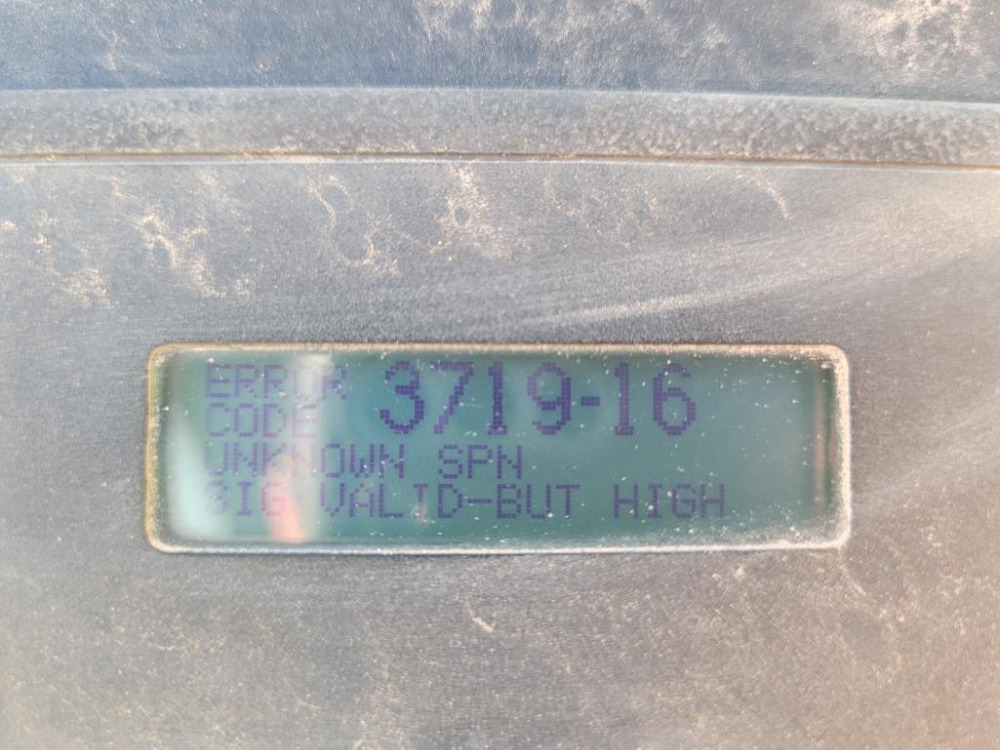 ERROR 3719-16
CODE
UNKNOWN SPN
SIG VALID-BUT HIGH